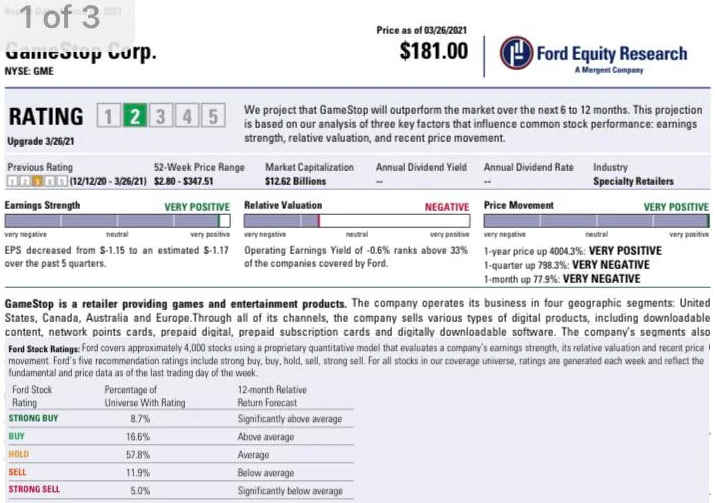 1 of 3
GameStop Corp.
NYSE: GME
Price as of 03/26/2021
$181.00
Ford Equity Research
A Mergent Company
RATING 1 2 3 4 5
Upgrade 3/26/21
We project that GameStop will outperform the market over the next 6 to 12 months. This projection
is based on our analysis of three key factors that influence common stock performance: earnings
strength, relative valuation, and recent price movement.
Previous Rating 52-Week Price Range Market Capitalization Annual Dividend Yield Annual Dividend Rate Industry
1 2 3 4 5 (12/12/20 - 3/26/21) $2.80 - $347.51 $12.62 Billions -- -- Specialty Retailers
Earnings Strength VERY POSITIVE
very negative neutral very positive
EPS decreased from $-1.15 to an estimated $-1.17
over the past 5 quarters.
Relative Valuation NEGATIVE
very negative neutral very positive
Operating Earnings Yield of -0.6% ranks above 33%
of the companies covered by Ford.
Price Movement VERY POSITIVE
very negative neutral very positive
1-year price up 4004.3%: VERY POSITIVE
1-quarter up 798.3%: VERY NEGATIVE
1-month up 77.9%: VERY NEGATIVE
GameStop is a retailer providing games and entertainment products. The company operates its business in four geographic segments: United
States, Canada, Australia and Europe.Through all of its channels, the company sells various types of digital products, including downloadable
content, network points cards, prepaid digital, prepaid subscription cards and digitally downloadable software. The company's segments also
Ford Stock Ratings: Ford covers approximately 4,000 stocks using a proprietary quantitative model that evaluates a company's earnings strength, its relative valuation and recent price
movement. Ford's five recommendation ratings include strong buy, buy, hold, sell, strong sell. For all stocks in our coverage universe, ratings are generated each week and reflect the
fundamental and price data as of the last trading day of the week.
Ford Stock Percentage of 12-month Relative
Rating Universe With Rating Return Forecast
STRONG BUY 8.7% Significantly above average
BUY 16.6% Above average
HOLD 57.8% Average
SELL 11.9% Below average
STRONG SELL 5.0% Significantly below average